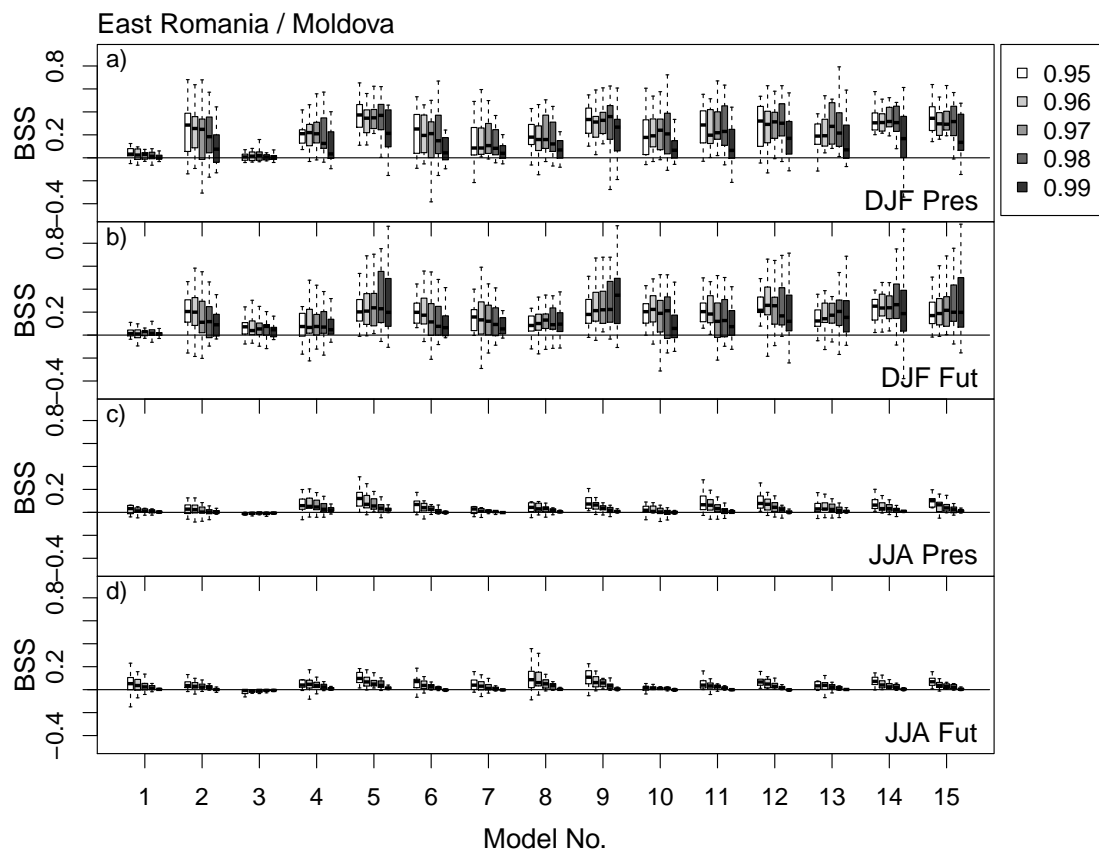 East Romania / Moldova
a)
BSS
−0.4 0.2 0.8
DJF Pres
0.95
0.96
0.97
0.98
0.99
b)
BSS
−0.4 0.2 0.8
DJF Fut
c)
BSS
−0.4 0.2 0.8
JJA Pres
d)
BSS
−0.4 0.2 0.8
JJA Fut
1 2 3 4 5 6 7 8 9 10 11 12 13 14 15
Model No.